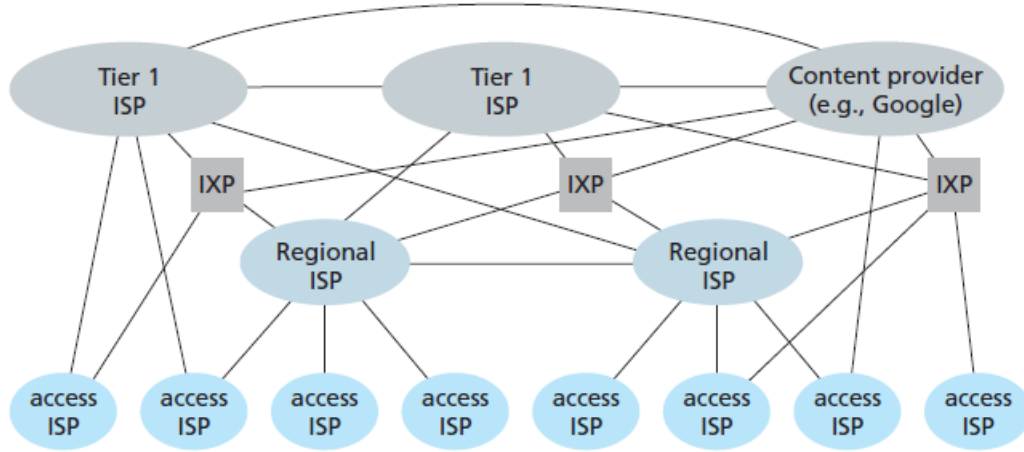 Tier 1
ISP
Tier 1
ISP
Content provider
(e.g., Google)
IXP
IXP
IXP
Regional
ISP
Regional
ISP
access
ISP
access
ISP
access
ISP
access
ISP
access
ISP
access
ISP
access
ISP
access
ISP